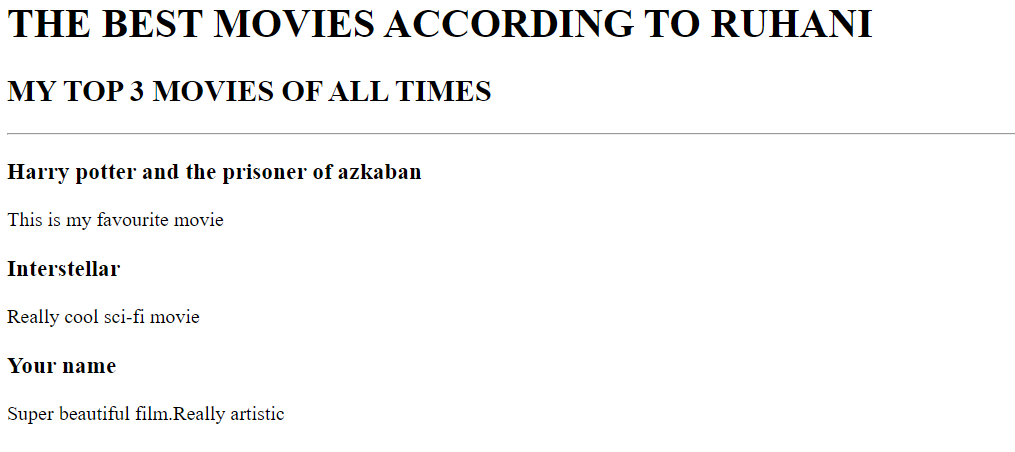 THE BEST MOVIES ACCORDING TO RUHANI
MY TOP 3 MOVIES OF ALL TIMES
Harry potter and the prisoner of azkaban
This is my favourite movie
Interstellar
Really cool sci-fi movie
Your name
Super beautiful film.Really artistic